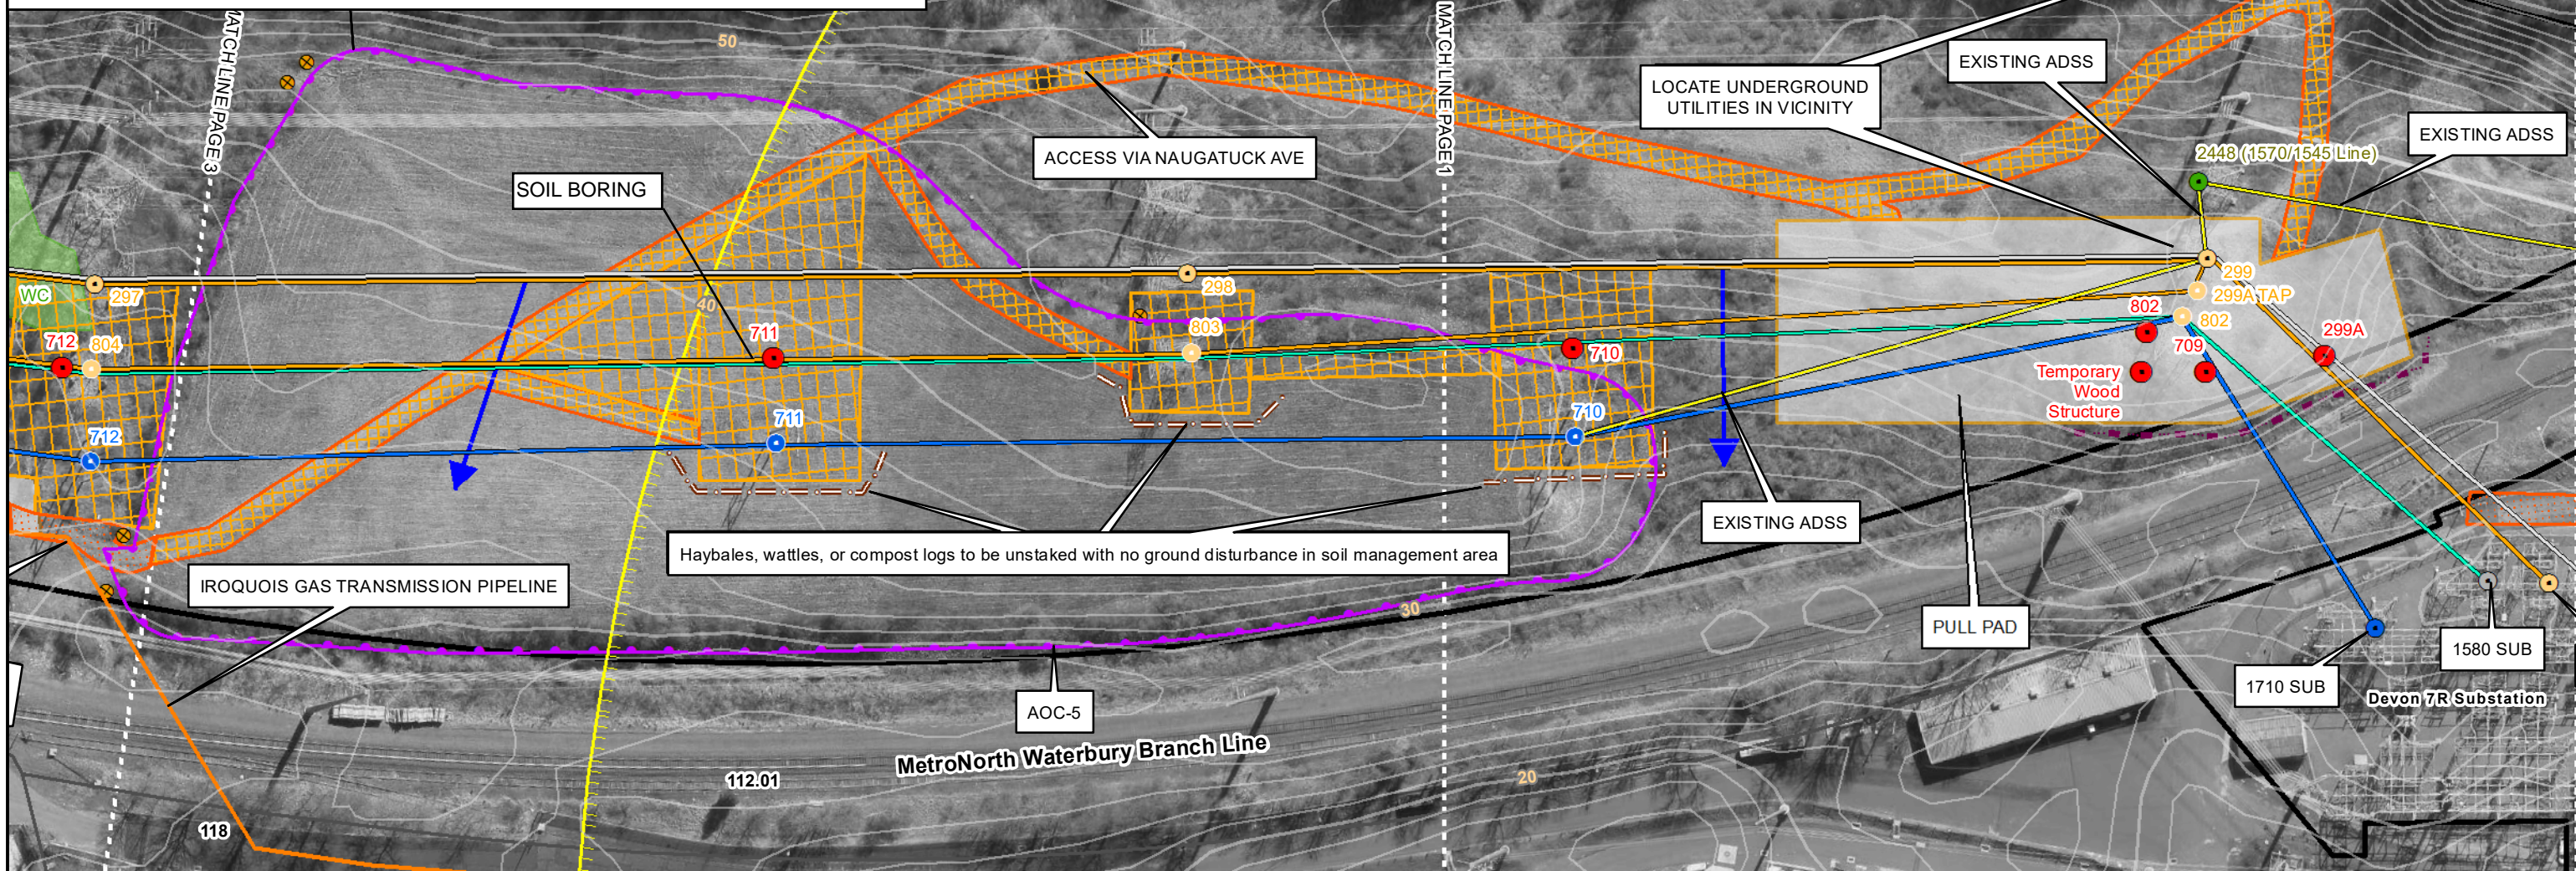 MATCH LINE PAGE 3
50
MATCH LINE PAGE 1
LOCATE UNDERGROUND
UTILITIES IN VICINITY
EXISTING ADSS
EXISTING ADSS
2448 (1570/1545 Line)
ACCESS VIA NAUGATUCK AVE
SOIL BORING
WC
297
298
299
299A TAP
40
712
804
711
803
710
802
802
709
299A
Temporary
Wood
Structure
712
711
710
EXISTING ADSS
Haybales, wattles, or compost logs to be unstaked with no ground disturbance in soil management area
IROQUOIS GAS TRANSMISSION PIPELINE
30
PULL PAD
1580 SUB
1710 SUB
Devon 7R Substation
AOC-5
MetroNorth Waterbury Branch Line
112.01
20
118